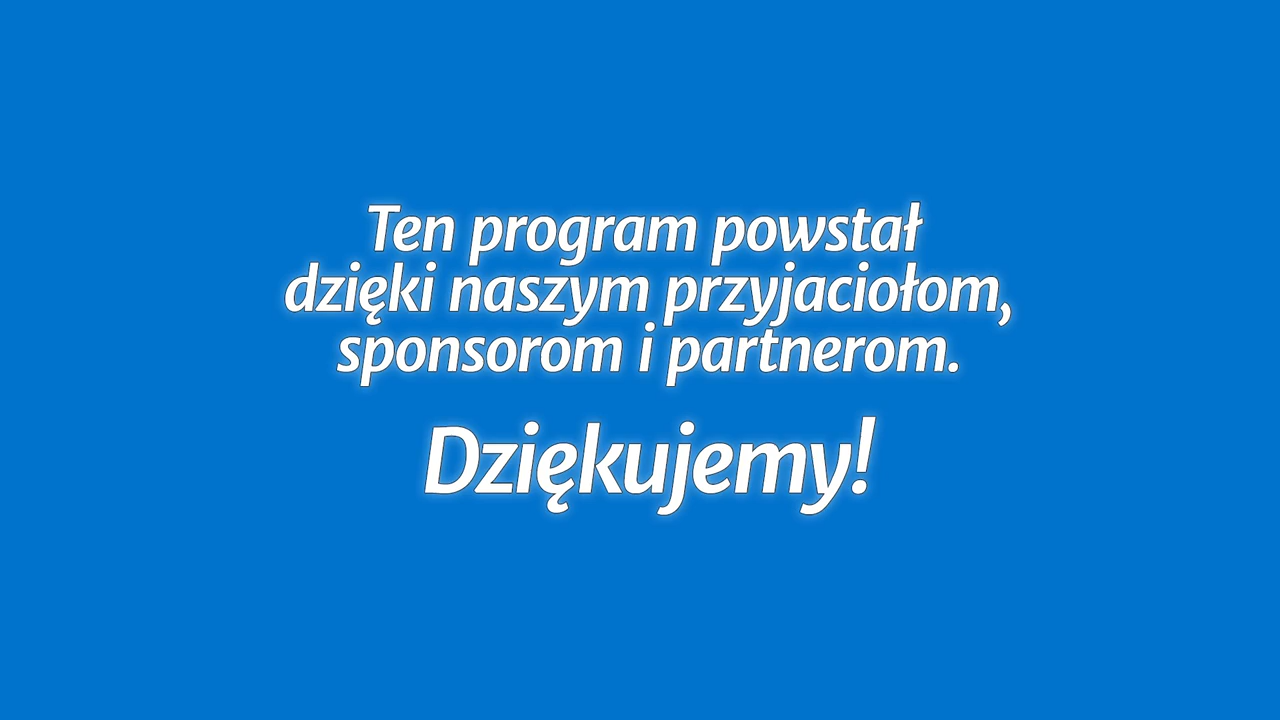 Ten program powstał
dzięki naszym przyjaciołom,
sponsorom i partnerom.
Dziękujemy!